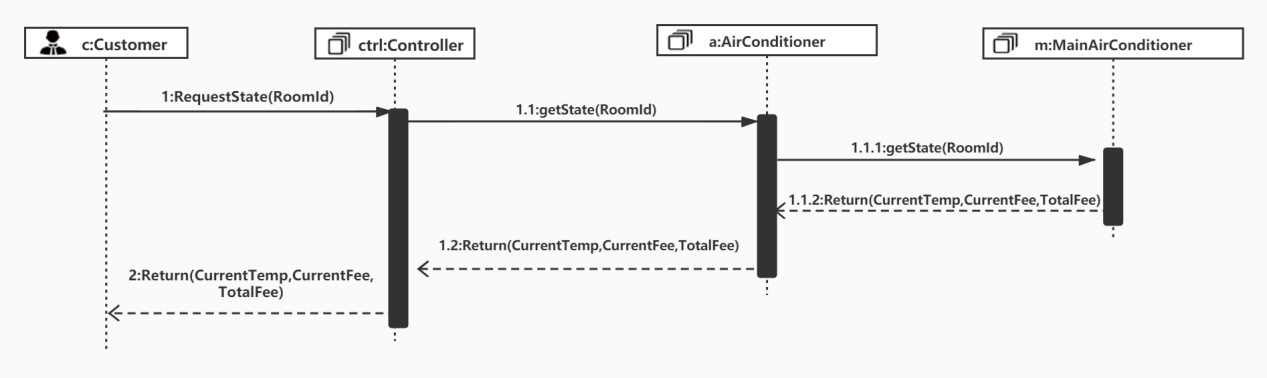 c:Customer
ctrl:Controller
a:AirConditioner
m:MainAirConditioner
1:RequestState(RoomId)
1.1:getState(RoomId)
1.1.1:getState(RoomId)
1.1.2:Return(CurrentTemp,CurrentFee,TotalFee)
1.2:Return(CurrentTemp,CurrentFee,TotalFee)
2:Return(CurrentTemp,CurrentFee,
TotalFee)